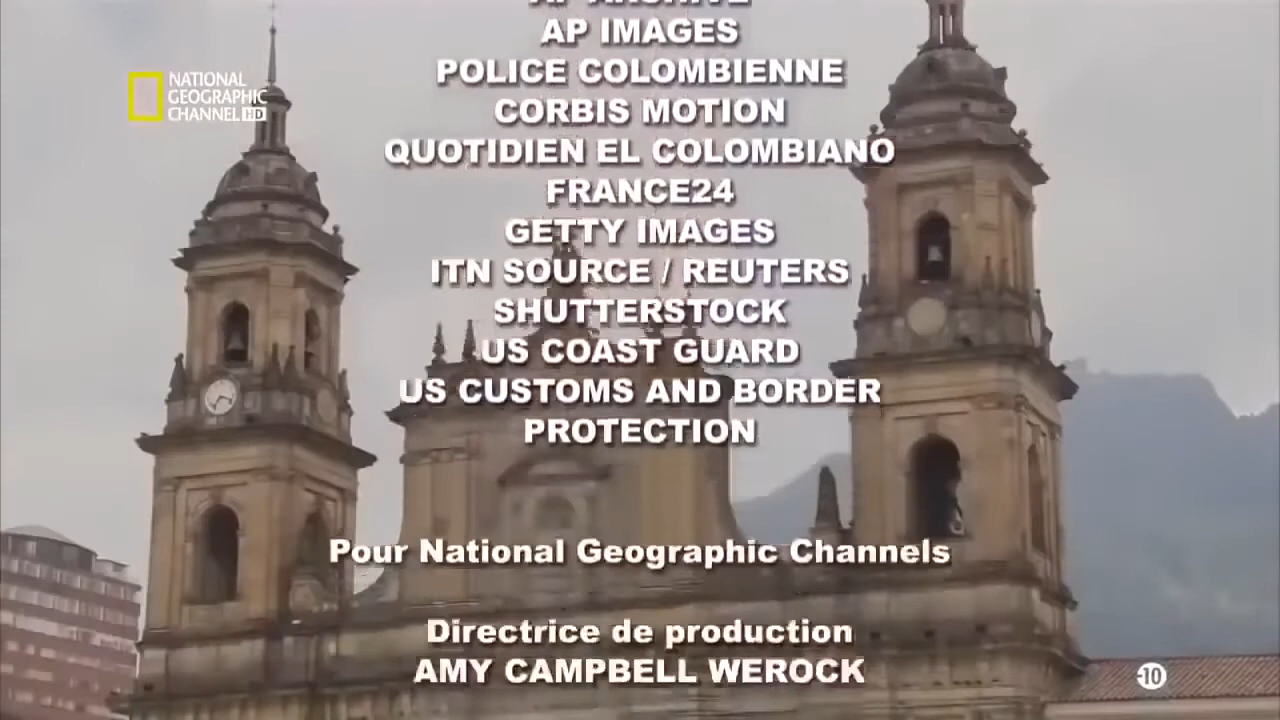 AP ARCHIVE
AP IMAGES
NATIONAL
GEOGRAPHIC
CHANNEL HD
POLICE COLOMBIENNE
CORBIS MOTION
QUOTIDIEN EL COLOMBIANO
FRANCE24
GETTY IMAGES
ITN SOURCE / REUTERS
SHUTTERSTOCK
US COAST GUARD
US CUSTOMS AND BORDER
PROTECTION
Pour National Geographic Channels
Directrice de production
AMY CAMPBELL WEROCK
-10